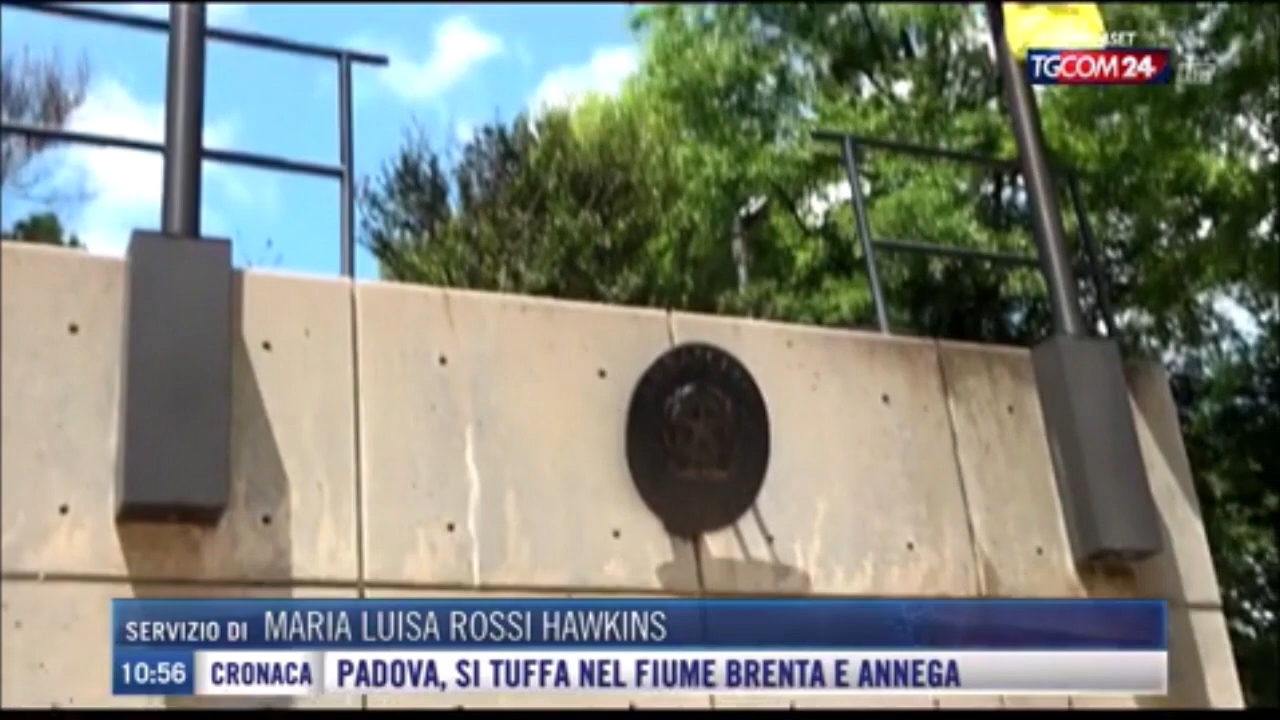 TGCOM24
SERVIZIO DI MARIA LUISA ROSSI HAWKINS
10:56 CRONACA PADOVA, SI TUFFA NEL FIUME BRENTA E ANNEGA